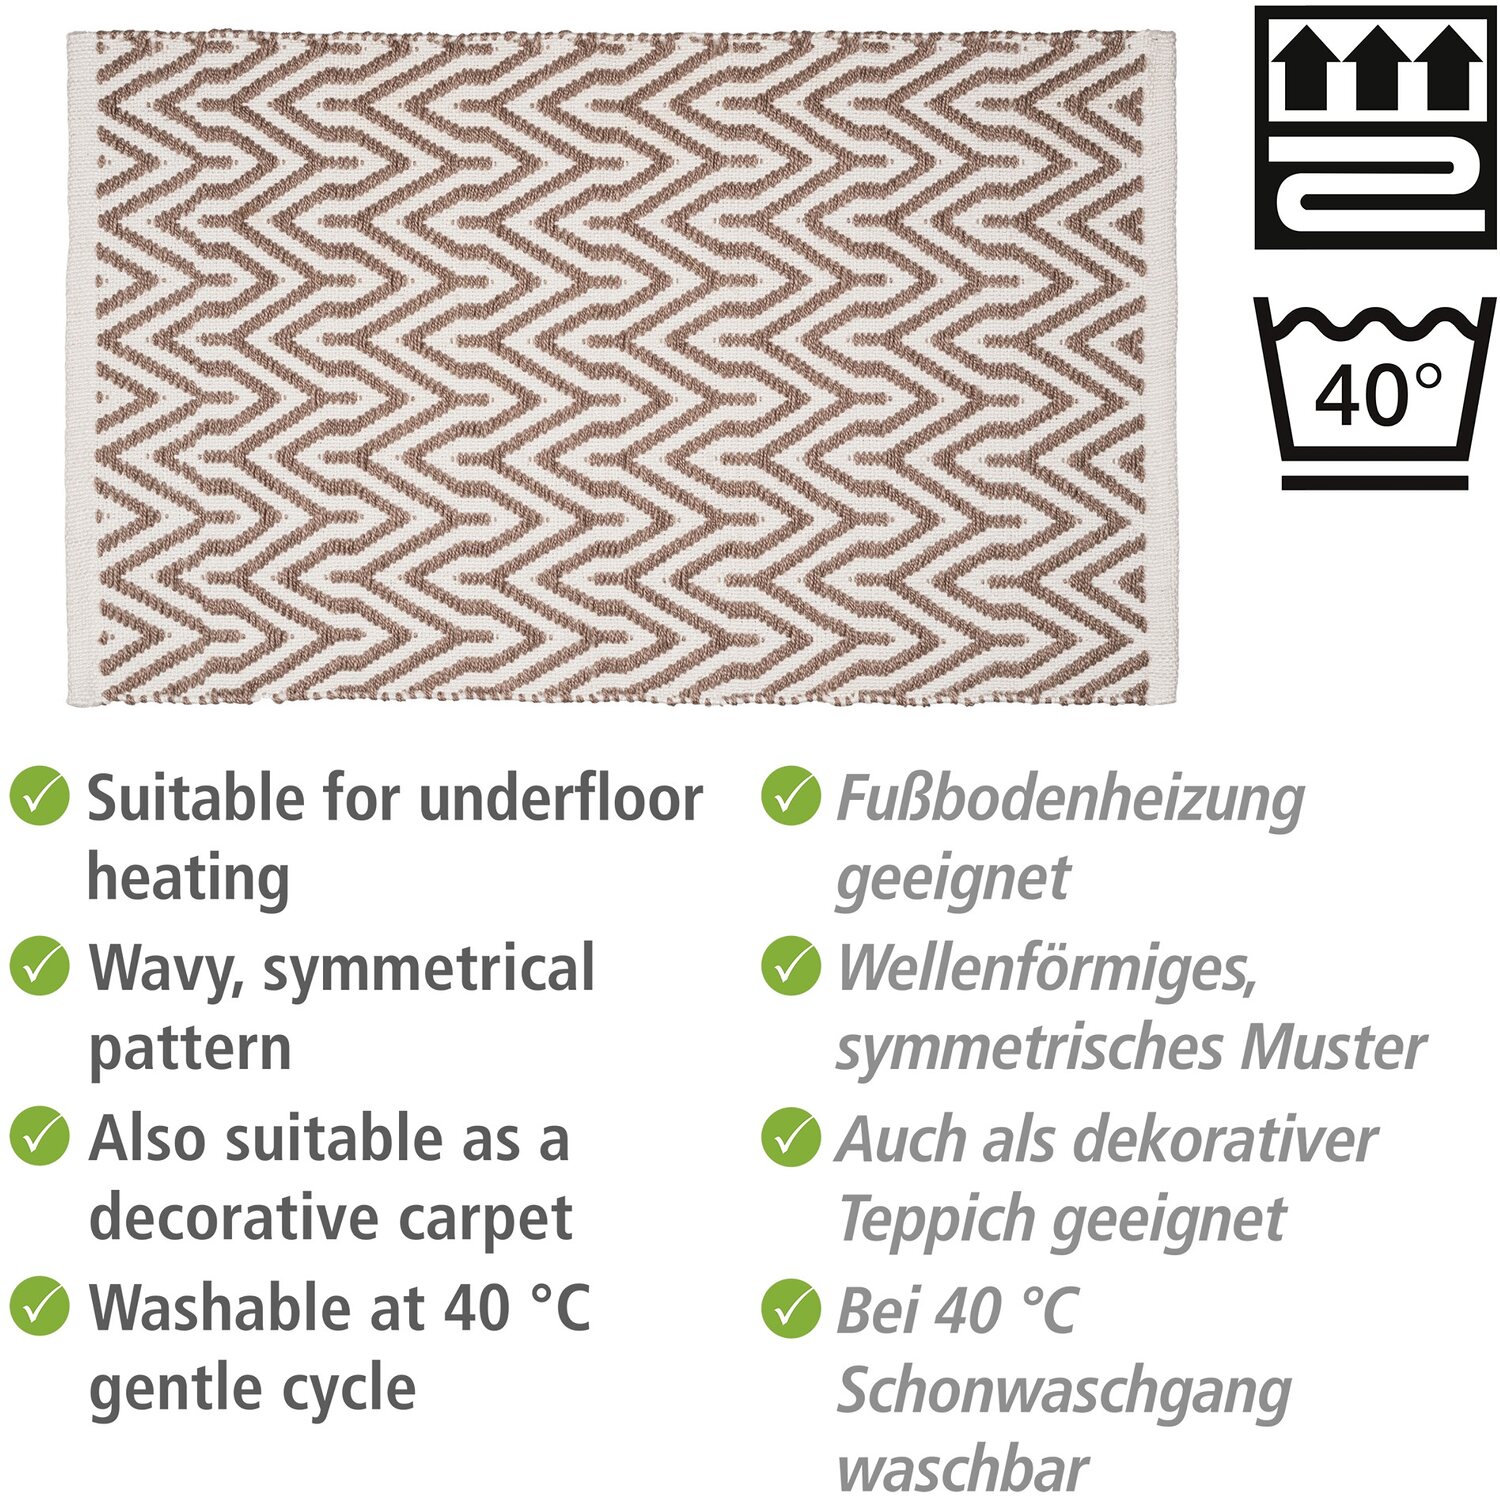 40°
Suitable for underfloor
heating
Wavy, symmetrical
pattern
Also suitable as a
decorative carpet
Washable at 40 °C
gentle cycle
Fußbodenheizung
geeignet
Wellenförmiges,
symmetrisches Muster
Auch als dekorativer
Teppich geeignet
Bei 40 °C
Schonwaschgang
waschbar